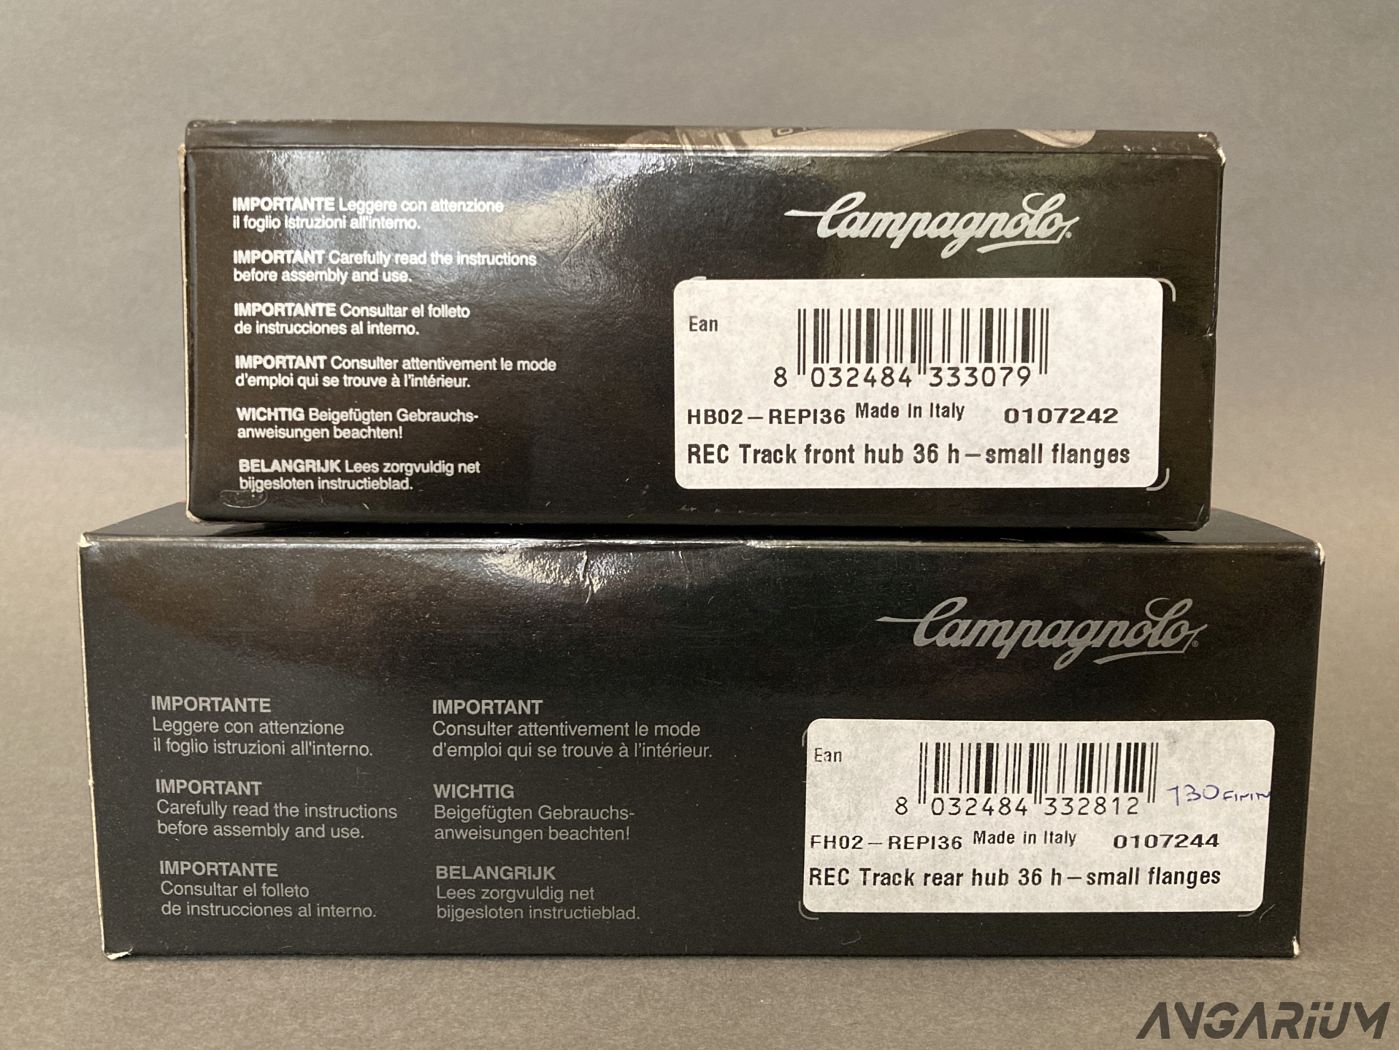 IMPORTANTE Leggere con attenzione
il foglio istruzioni all'interno.
IMPORTANT Carefully read the instructions
before assembly and use.
IMPORTANTE Consultar el folleto
de instrucciones al interno.
IMPORTANT Consulter attentivement le mode
d'emploi qui se trouve à l'intérieur.
WICHTIG Beigefügten Gebrauchs-
anweisungen beachten!
BELANGRIJK Lees zorgvuldig net
bijgesloten instructieblad.
Campagnolo
Ean
8 032484 333079
HB02-REPI36 Made in Italy 0107242
REC Track front hub 36 h-small flanges
IMPORTANTE
Leggere con attenzione
il foglio istruzioni all'interno.
IMPORTANT
Carefully read the instructions
before assembly and use.
IMPORTANTE
Consultar el folleto
de instrucciones al interno.
IMPORTANT
Consulter attentivement le mode
d'emploi qui se trouve à l'intérieur.
WICHTIG
Beigefügten Gebrauchs-
anweisungen beachten!
BELANGRIJK
Lees zorgvuldig net
bijgesloten instructieblad.
Campagnolo
Ean
8 032484 332812
130
FH02-REPI36 Made in Italy 0107244
REC Track rear hub 36 h-small flanges
ANGARIUM